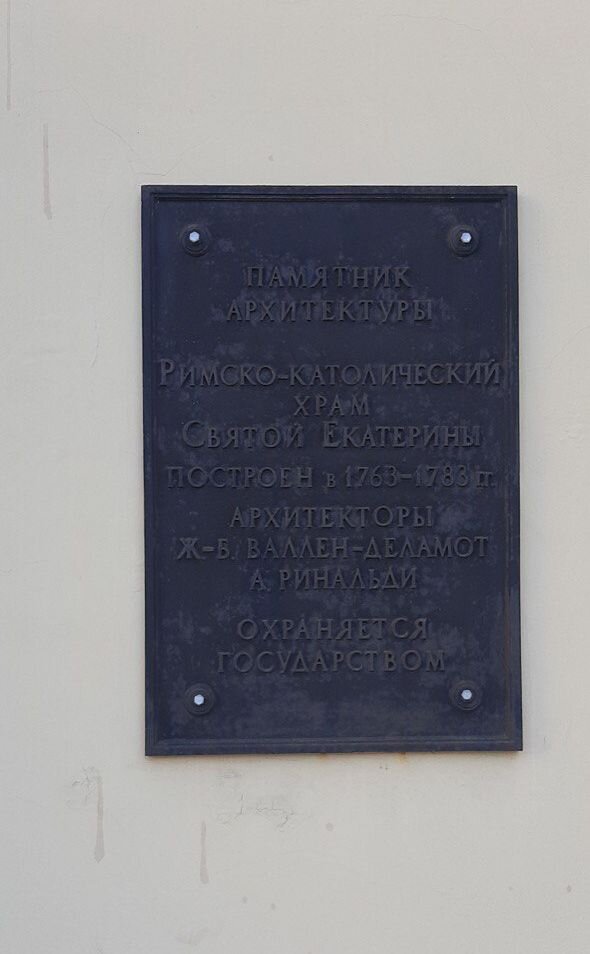 ПАМЯТНИК
АРХИТЕКТУРЫ
РИМСКО-КАТОЛИЧЕСКИЙ
ХРАМ
СВЯТОЙ ЕКАТЕРИНЫ
ПОСТРОЕН в 1763-1783 гг.
АРХИТЕКТОРЫ
Ж-Б. ВАЛЛЕН-ДЕЛАМОТ
А. РИНАЛЬДИ
ОХРАНЯЕТСЯ
ГОСУДАРСТВОМ